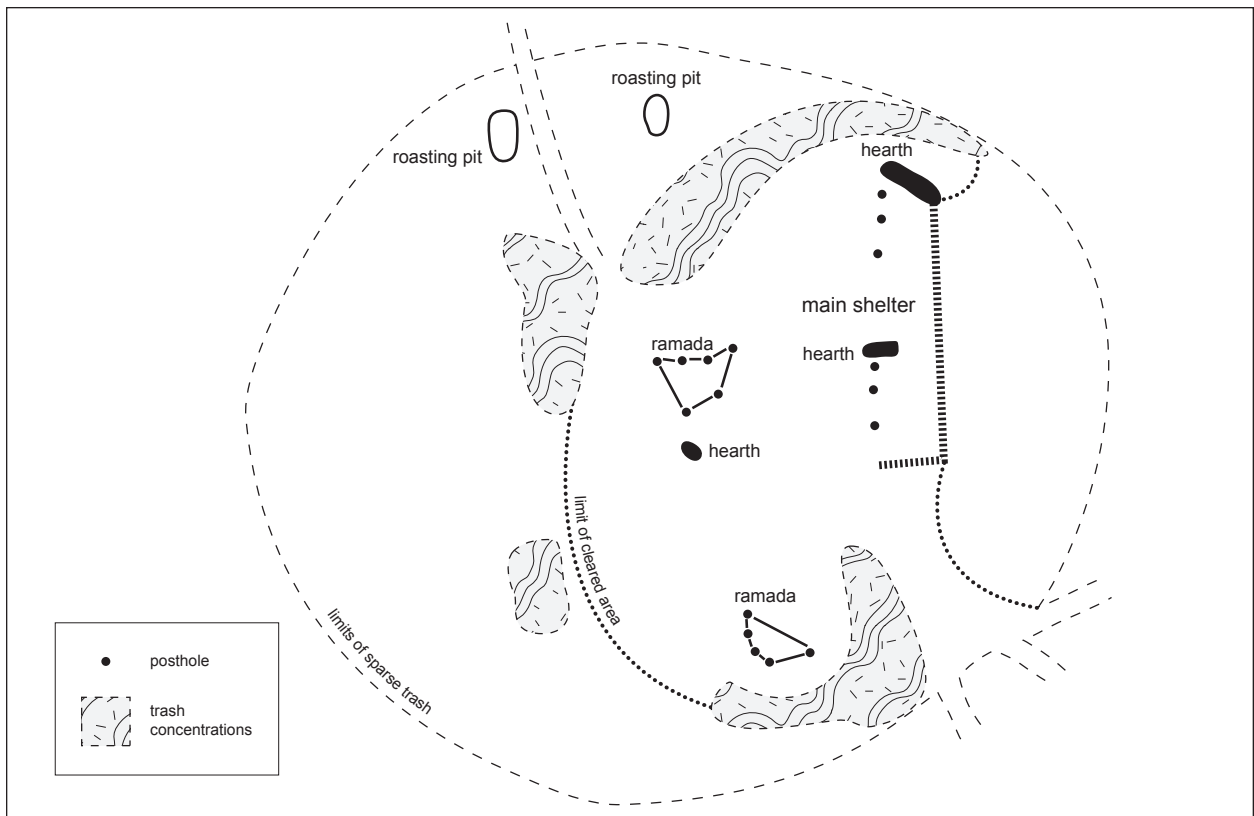 roasting pit
roasting pit
hearth
main shelter
ramada
hearth
hearth
limit of cleared area
ramada
limits of sparse trash
posthole
trash
concentrations